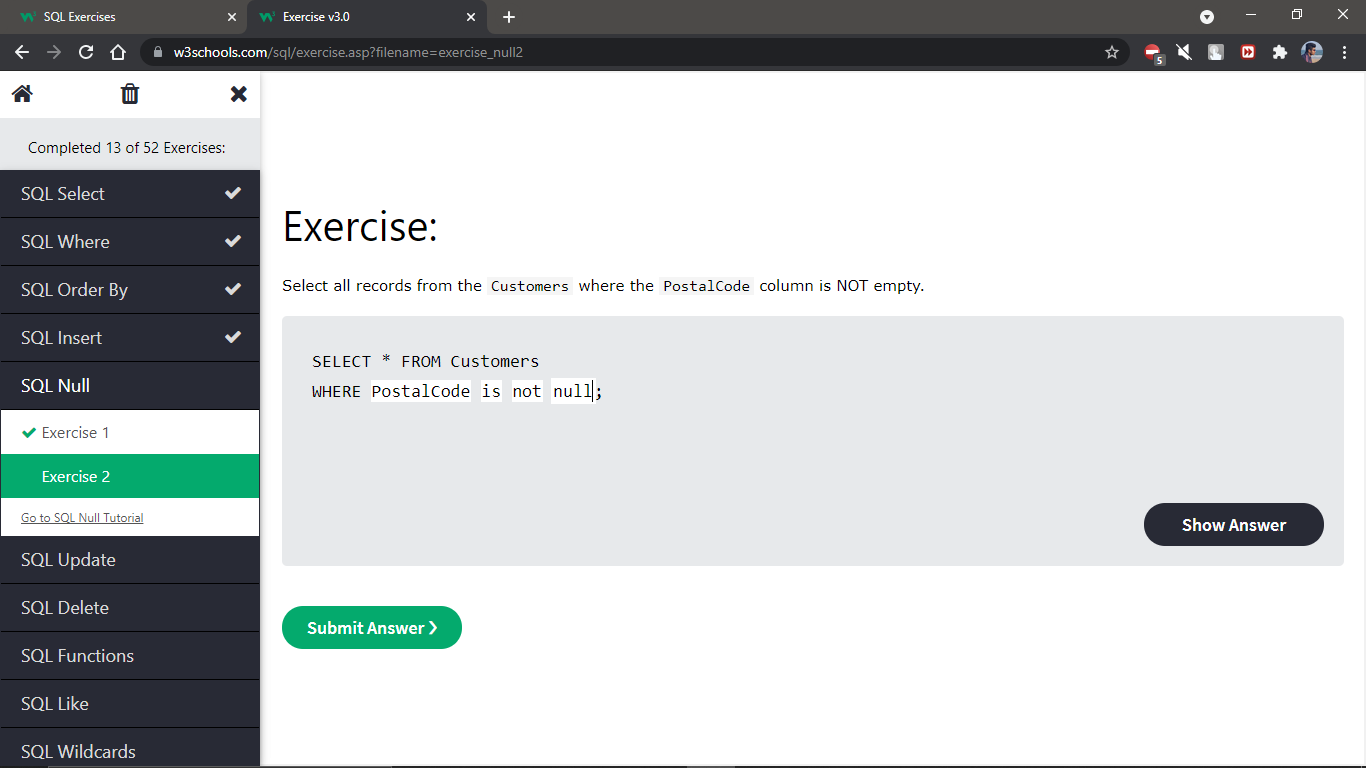 SQL Exercises
Exercise v3.0
w3schools.com/sql/exercise.asp?filename=exercise_null2
5
Completed 13 of 52 Exercises:
SQL Select
SQL Where
SQL Order By
SQL Insert
SQL Null
Exercise 1
Exercise 2
Go to SQL Null Tutorial
SQL Update
SQL Delete
SQL Functions
SQL Like
SQL Wildcards
Exercise:
Select all records from the Customers where the PostalCode column is NOT empty.
SELECT * FROM Customers
WHERE PostalCode is not null;
Show Answer
Submit Answer ❯